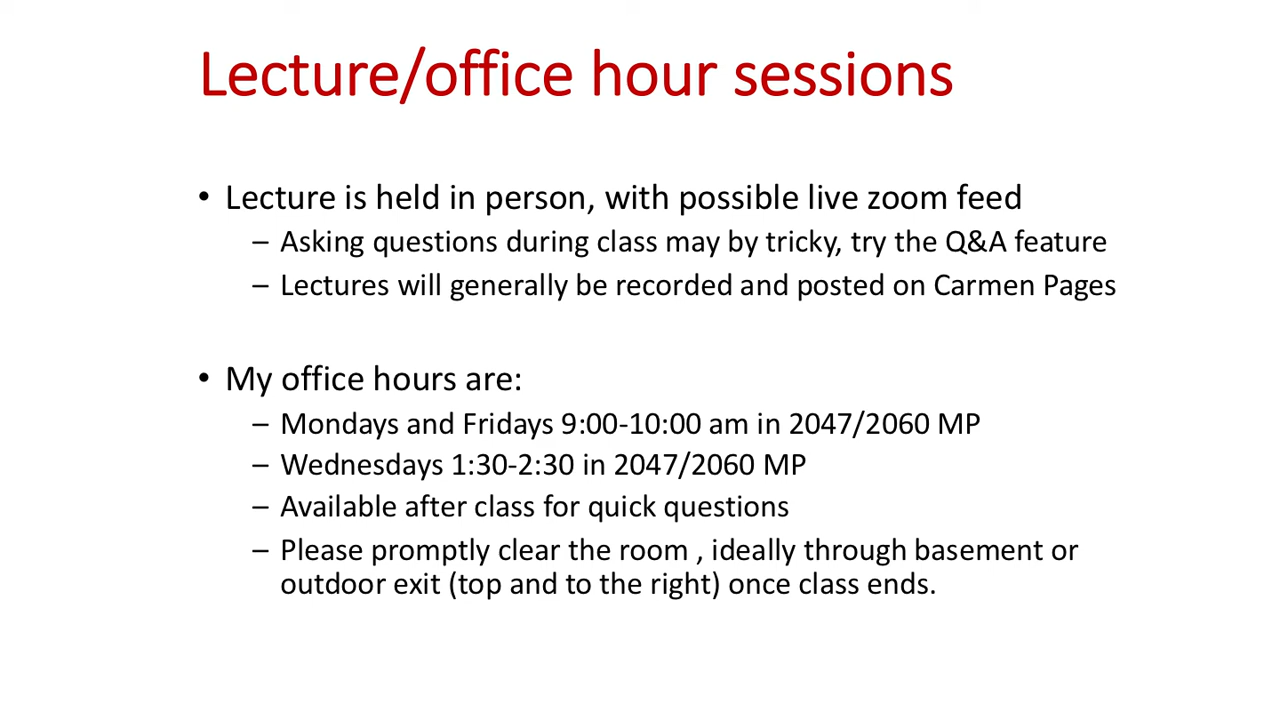 Lecture/office hour sessions
• Lecture is held in person, with possible live zoom feed
– Asking questions during class may by tricky, try the Q&A feature
– Lectures will generally be recorded and posted on Carmen Pages
• My office hours are:
– Mondays and Fridays 9:00-10:00 am in 2047/2060 MP
– Wednesdays 1:30-2:30 in 2047/2060 MP
– Available after class for quick questions
– Please promptly clear the room , ideally through basement or
outdoor exit (top and to the right) once class ends.